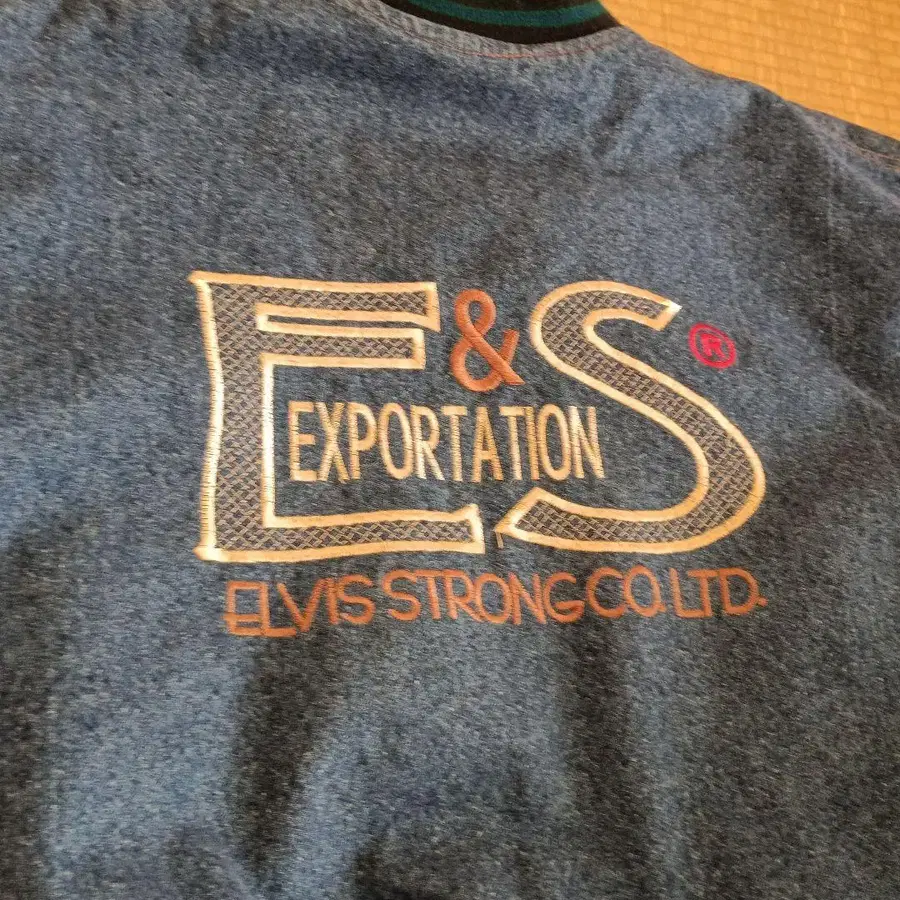 E&S®
EXPORTATION
ELVIS STRONG CO.LTD.